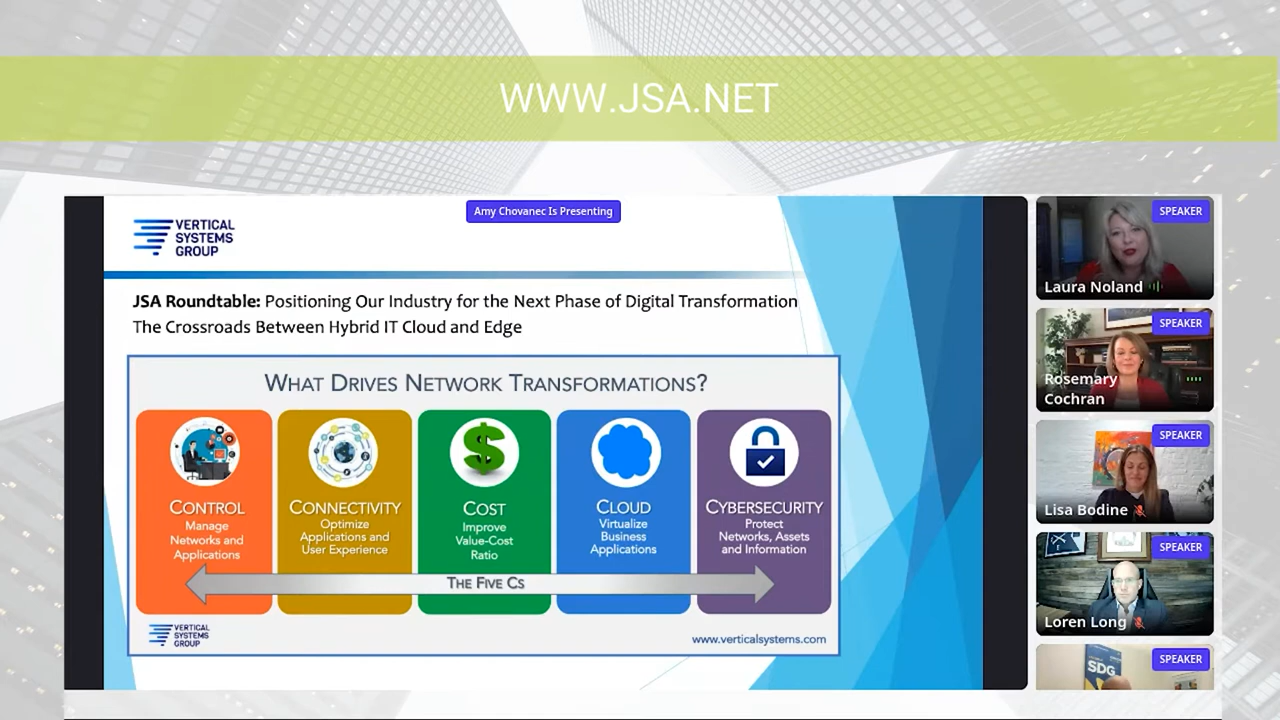 WWW.JSA.NET
Amy Chovanec Is Presenting
VERTICAL
SYSTEMS
GROUP
JSA Roundtable: Positioning Our Industry for the Next Phase of Digital Transformation
The Crossroads Between Hybrid IT Cloud and Edge
WHAT DRIVES NETWORK TRANSFORMATIONS?
CONTROL
Manage
Networks and
Applications
CONNECTIVITY
Optimize
Applications and
User Experience
COST
Improve
Value-Cost
Ratio
CLOUD
Virtualize
Business
Applications
CYBERSECURITY
Protect
Networks, Assets
and Information
THE FIVE CS
VERTICAL
SYSTEMS
GROUP
www.verticalsystems.com
SPEAKER
Laura Noland
SPEAKER
Rosemary
Cochran
SPEAKER
Lisa Bodine
SPEAKER
Loren Long
SPEAKER
SDG